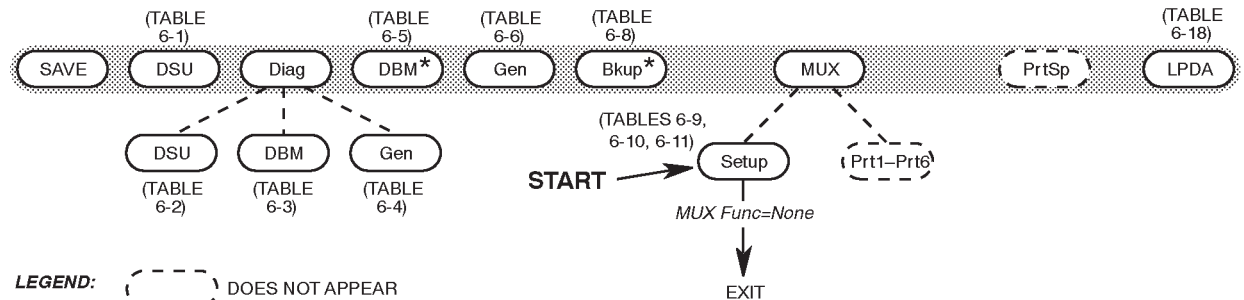 (TABLE 6-1)
(TABLE 6-5)
(TABLE 6-6)
(TABLE 6-8)
(TABLE 6-18)
SAVE DSU Diag DBM* Gen Bkup* MUX PrtSp LPDA
(TABLES 6-9, 6-10, 6-11)
DSU DBM Gen
START Setup Prt1–Prt6
(TABLE 6-2)
(TABLE 6-3)
(TABLE 6-4)
MUX Func=None
EXIT
LEGEND: DOES NOT APPEAR